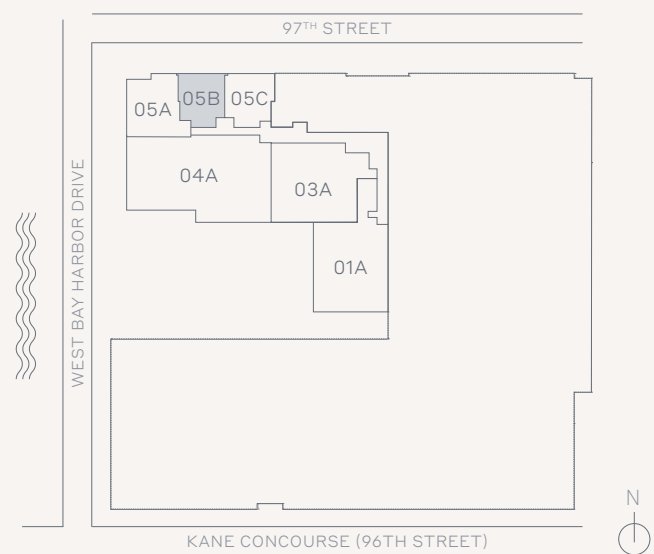 97TH STREET
05A
05B
05C
04A
03A
01A
WEST BAY HARBOR DRIVE
N
KANE CONCOURSE (96TH STREET)